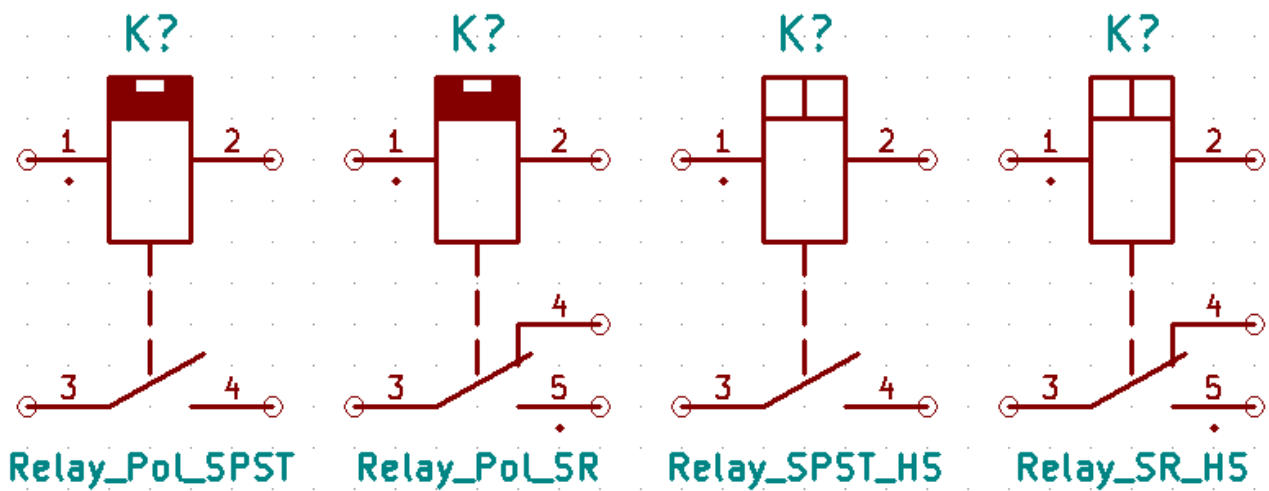 K? K? K? K?
1 2 1 2 1 2 1 2
4 4
3 4 3 5 3 4 3 5
Relay_Pol_SPST Relay_Pol_SR Relay_SPST_HS Relay_SR_HS